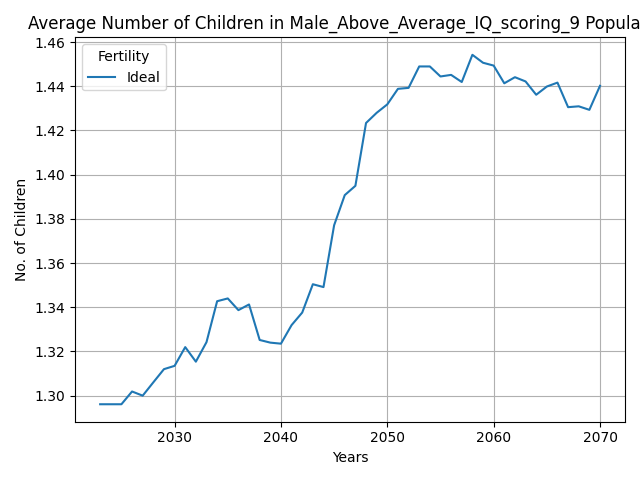 Average Number of Children in Male_Above_Average_IQ_scoring_9 Popula
1.46
1.44
1.42
1.40
1.38
1.36
1.34
1.32
1.30
No. of Children
Fertility
Ideal
2030 2040 2050 2060 2070
Years